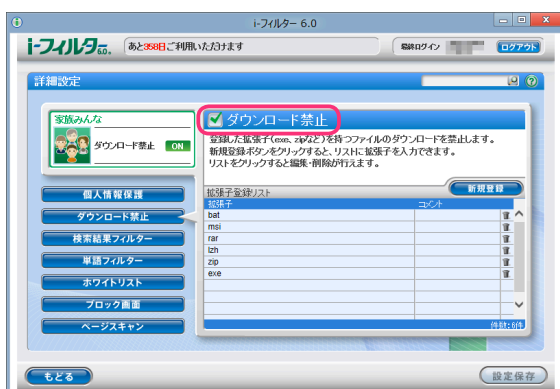 i-フィルター 6.0
i-フィルター 6.0
あと358日ご利用いただけます
最終ログイン
ログアウト
詳細設定
家族みんな
ダウンロード禁止 ON
ダウンロード禁止
登録した拡張子(exe、zipなど)を持つファイルのダウンロードを禁止します。
新規登録ボタンをクリックすると、リストに拡張子を入力できます。
リストをクリックすると編集・削除が行えます。
拡張子登録リスト
新規登録
拡張子 コメント
bat
msi
rar
lzh
zip
exe
件数:6件
個人情報保護
ダウンロード禁止
検索結果フィルター
単語フィルター
ホワイトリスト
ブロック画面
ページスキャン
もどる
設定保存